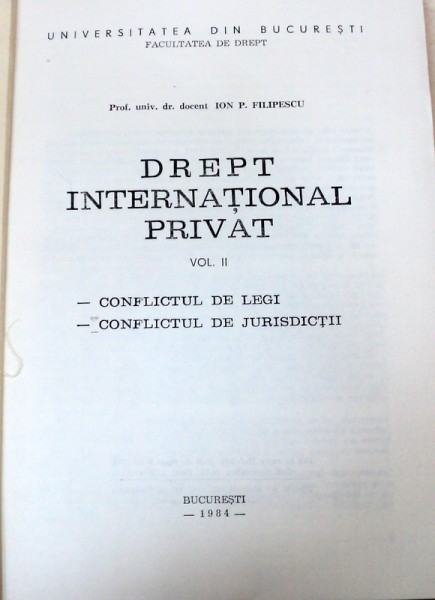 UNIVERSITATEA DIN BUCUREȘTI
FACULTATEA DE DREPT
Prof. univ. dr. docent ION P. FILIPESCU
DREPT
INTERNAȚIONAL
PRIVAT
VOL. II
— CONFLICTUL DE LEGI
— CONFLICTUL DE JURISDICȚII
BUCUREȘTI
— 1984 —